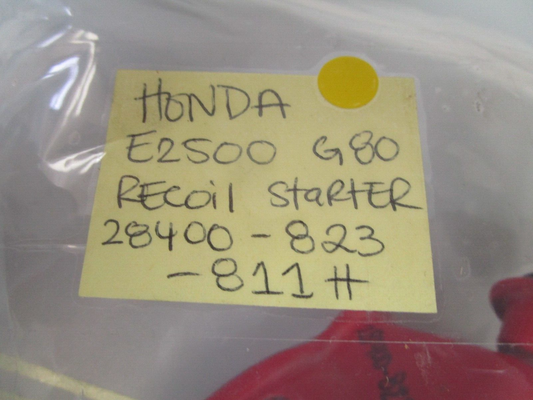 HONDA
E2500 G80
RECOil StaRTER
28400-823
-811H